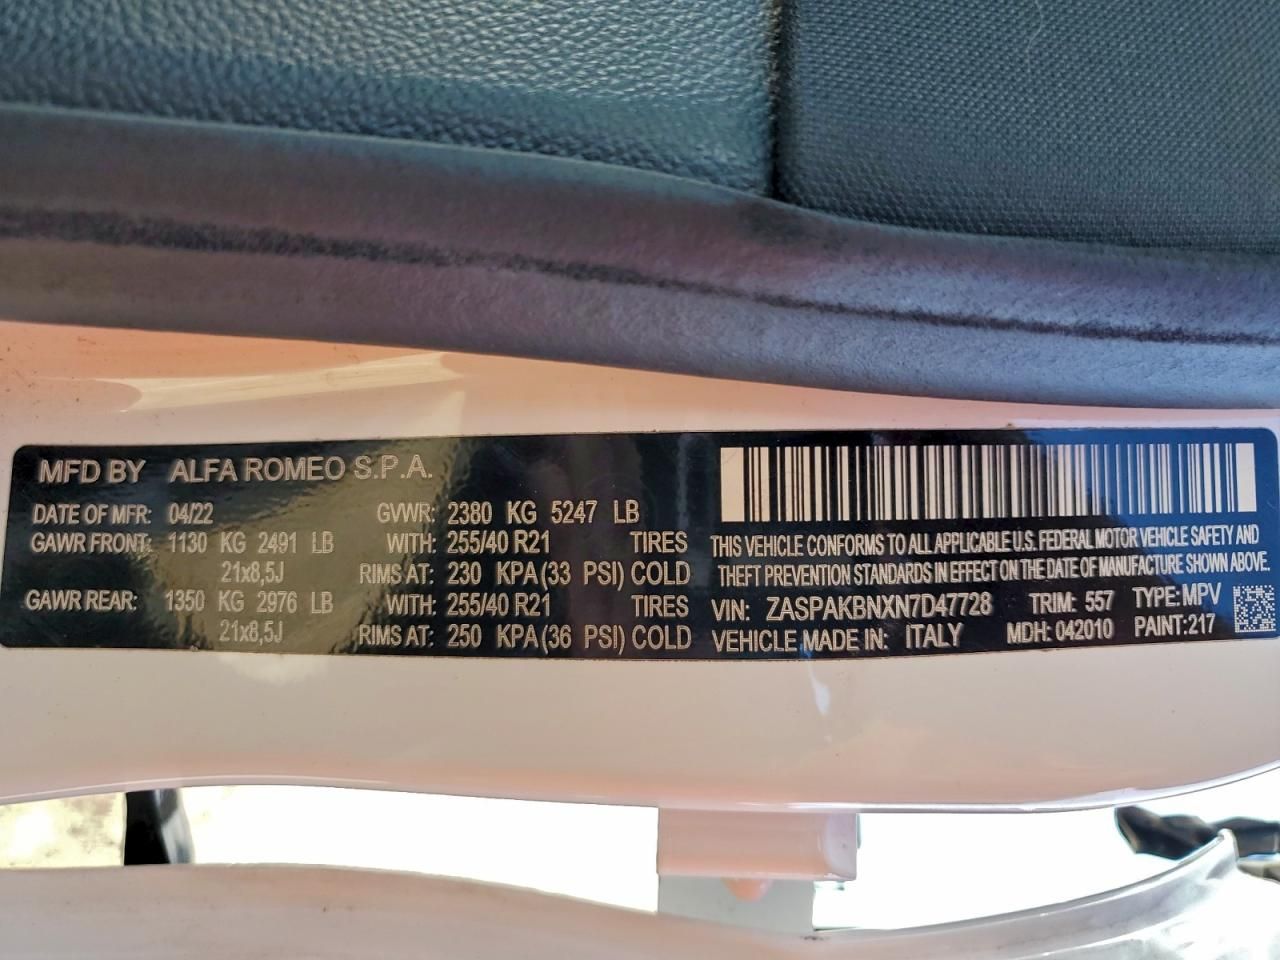 MFD BY ALFA ROMEO S.P.A.
DATE OF MFR: 04/22 GVWR: 2380 KG 5247 LB
GAWR FRONT: 1130 KG 2491 LB WITH: 255/40 R21 TIRES
21x8,5J RIMS AT: 230 KPA(33 PSI) COLD
GAWR REAR: 1350 KG 2976 LB WITH: 255/40 R21 TIRES
21x8,5J RIMS AT: 250 KPA(36 PSI) COLD
THIS VEHICLE CONFORMS TO ALL APPLICABLE U.S. FEDERAL MOTOR VEHICLE SAFETY AND
THEFT PREVENTION STANDARDS IN EFFECT ON THE DATE OF MANUFACTURE SHOWN ABOVE.
VIN: ZASPAKBNXN7D47728 TRIM: 557 TYPE: MPV
VEHICLE MADE IN: ITALY MDH: 042010 PAINT:217